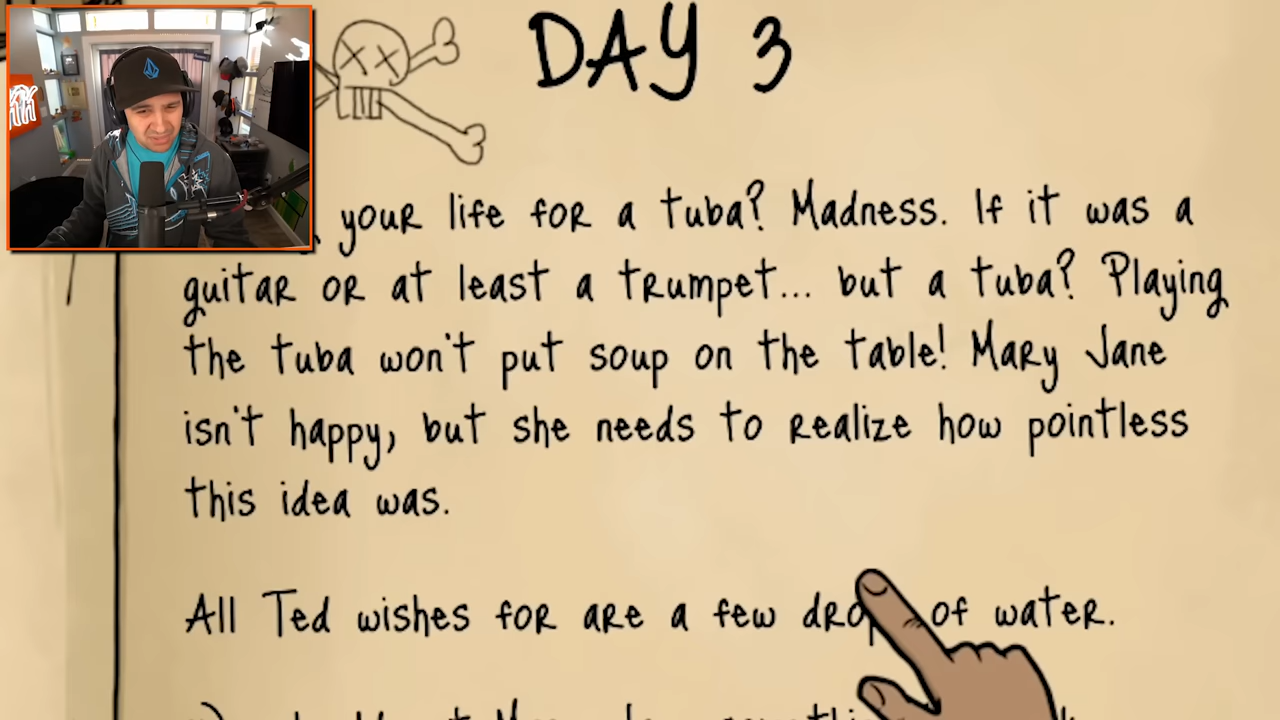 DAY 3
your life for a tuba? Madness. If it was a
guitar or at least a trumpet... but a tuba? Playing
the tuba won't put soup on the table! Mary Jane
isn't happy, but she needs to realize how pointless
this idea was.
All Ted wishes for are a few of water.